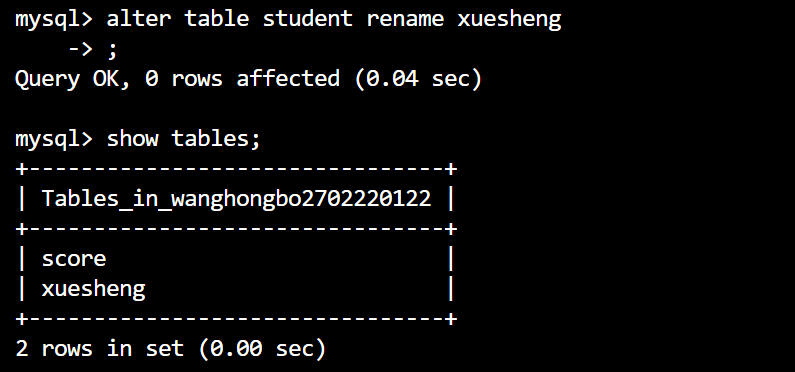 mysql> alter table student rename xuesheng
    -> ;
Query OK, 0 rows affected (0.04 sec)

mysql> show tables;
+--------------------------------+
| Tables_in_wanghongbo2702220122 |
+--------------------------------+
| score                          |
| xuesheng                       |
+--------------------------------+
2 rows in set (0.00 sec)